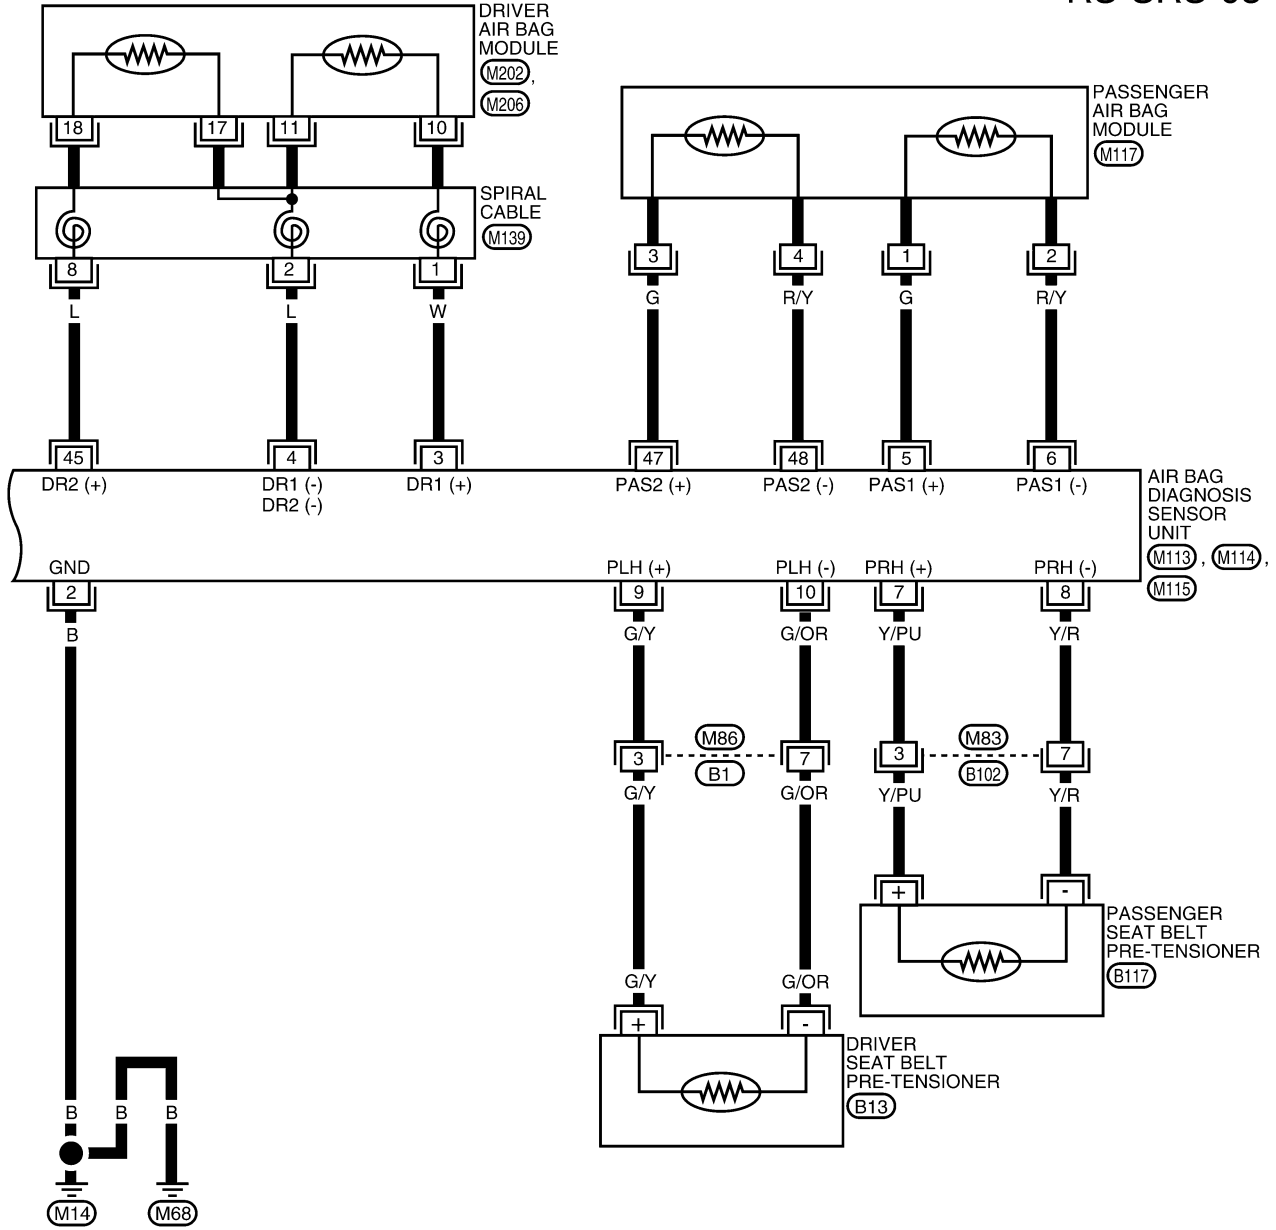 DRIVER
AIR BAG
MODULE
M202 ,
M206
18 17 11 10
SPIRAL
CABLE
M139
8 2 1
L L W
PASSENGER
AIR BAG
MODULE
M117
3 4 1 2
G R/Y G R/Y
45 4 3 47 48 5 6
DR2 (+) DR1 (-) DR1 (+) PAS2 (+) PAS2 (-) PAS1 (+) PAS1 (-)
DR2 (-)
AIR BAG
DIAGNOSIS
SENSOR
UNIT
M113 , M114 ,
M115
GND PLH (+) PLH (-) PRH (+) PRH (-)
2 9 10 7 8
B G/Y G/OR Y/PU Y/R
M86 M83
3 7 3 7
B1 B102
G/Y G/OR Y/PU Y/R
+ -
PASSENGER
SEAT BELT
PRE-TENSIONER
B117
G/Y G/OR
+ -
DRIVER
SEAT BELT
PRE-TENSIONER
B13
B B B
M14 M68